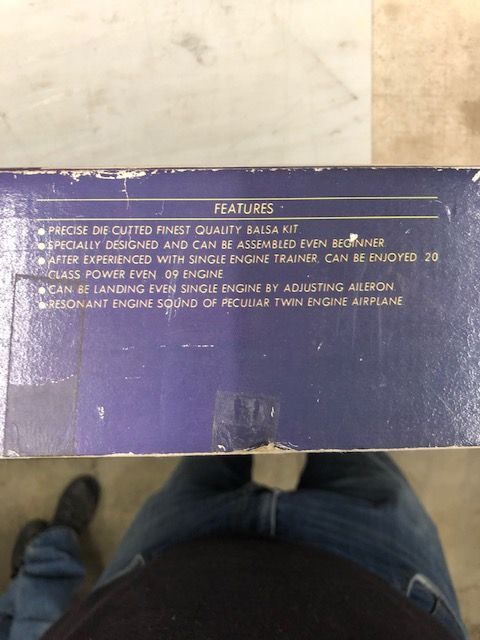 FEATURES
● PRECISE DIE CUTTED FINEST QUALITY BALSA KIT
● SPECIALLY DESIGNED AND CAN BE ASSEMBLED EVEN BEGINNER.
● AFTER EXPERIENCED WITH SINGLE ENGINE TRAINER, CAN BE ENJOYED .20
CLASS POWER EVEN .09 ENGINE
● CAN BE LANDING EVEN SINGLE ENGINE BY ADJUSTING AILERON.
● RESONANT ENGINE SOUND OF PECULIAR TWIN ENGINE AIRPLANE